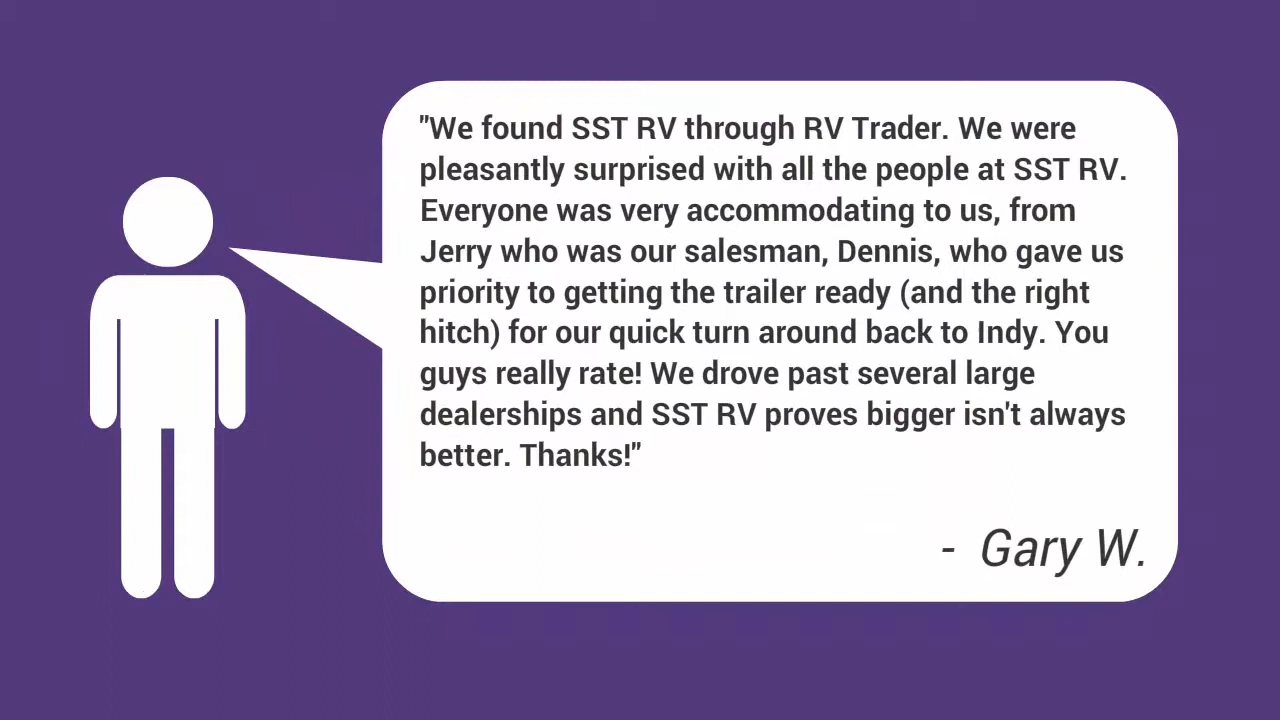 "We found SST RV through RV Trader. We were
pleasantly surprised with all the people at SST RV.
Everyone was very accommodating to us, from
Jerry who was our salesman, Dennis, who gave us
priority to getting the trailer ready (and the right
hitch) for our quick turn around back to Indy. You
guys really rate! We drove past several large
dealerships and SST RV proves bigger isn't always
better. Thanks!"
- Gary W.